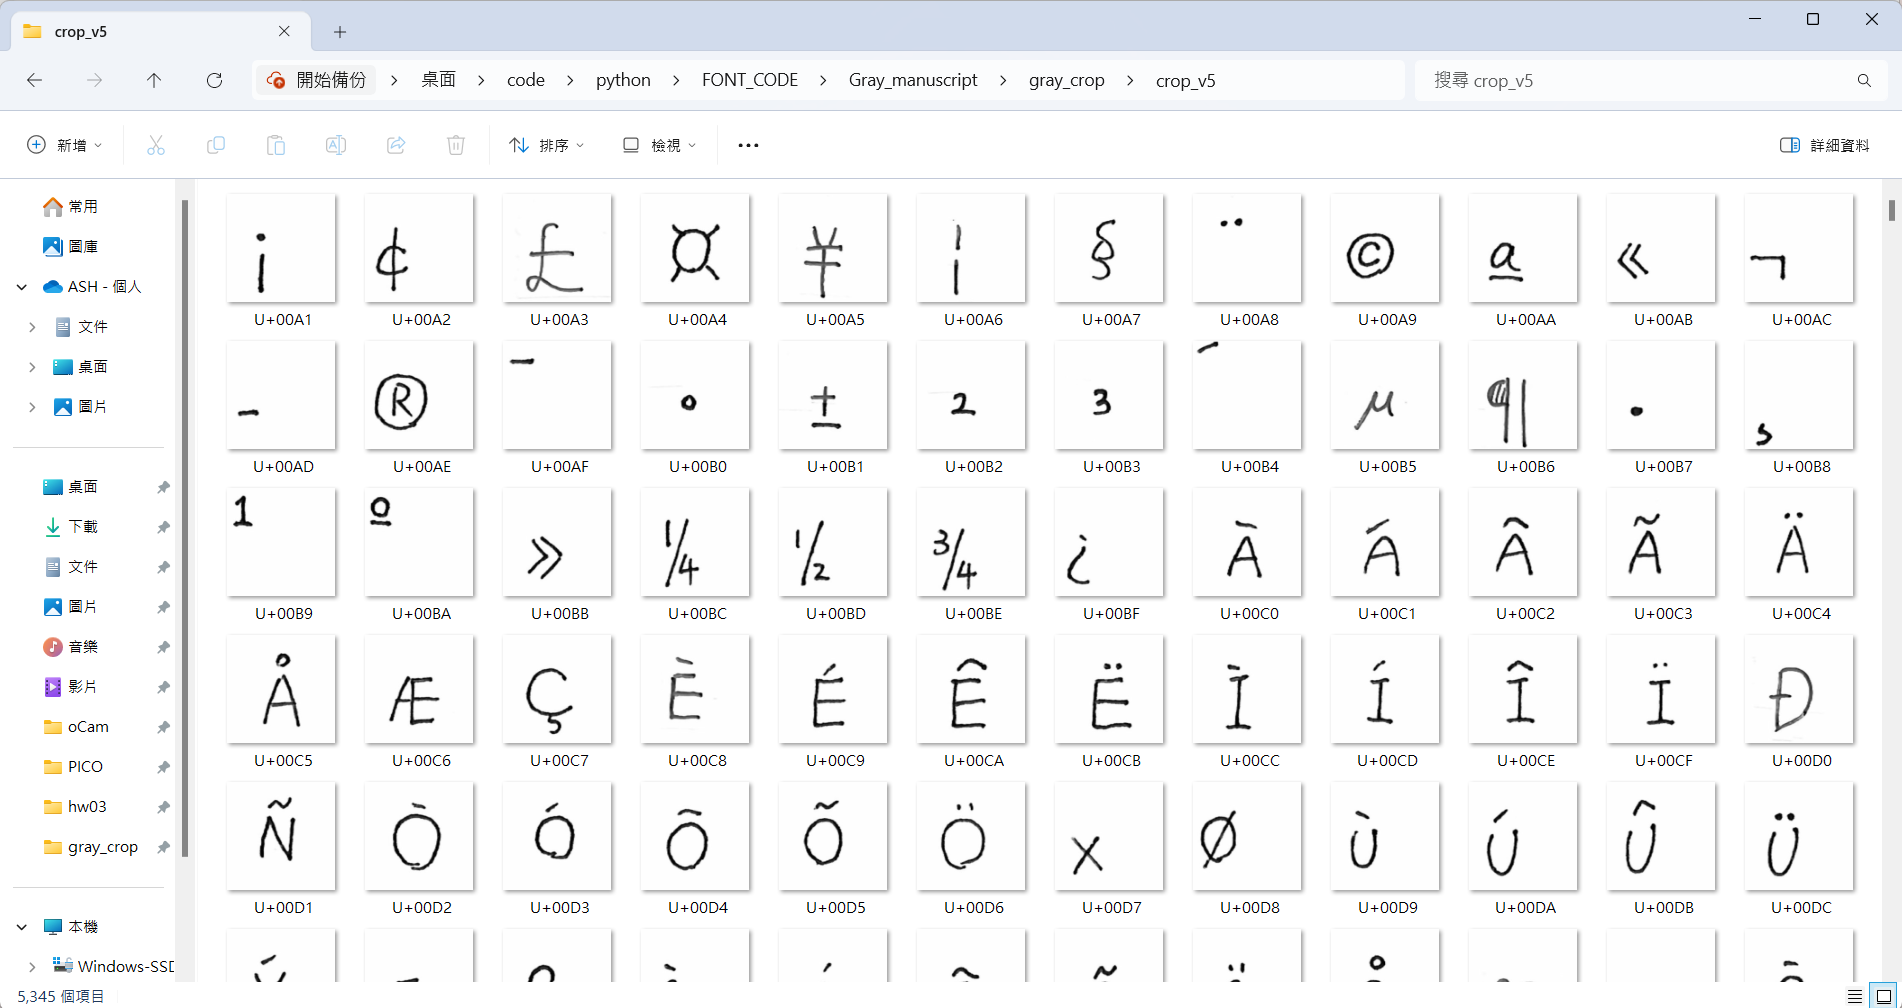 crop_v5
開始備份 > 桌面 > code > python > FONT_CODE > Gray_manuscript > gray_crop > crop_v5
搜尋 crop_v5
新增
排序
檢視
詳細資料
常用
圖庫
ASH - 個人
文件
桌面
圖片
桌面
下載
文件
圖片
音樂
影片
oCam
PICO
hw03
gray_crop
本機
Windows-SSD
¡ ¢ £ ¤ ¥ ¦ § ¨ © ª « ¬
U+00A1 U+00A2 U+00A3 U+00A4 U+00A5 U+00A6 U+00A7 U+00A8 U+00A9 U+00AA U+00AB U+00AC
- ® ¯ ° ± 2 3 ´ µ ¶ · ¸
U+00AD U+00AE U+00AF U+00B0 U+00B1 U+00B2 U+00B3 U+00B4 U+00B5 U+00B6 U+00B7 U+00B8
1 º » ¼ ½ ¾ ¿ À Á Â Ã Ä
U+00B9 U+00BA U+00BB U+00BC U+00BD U+00BE U+00BF U+00C0 U+00C1 U+00C2 U+00C3 U+00C4
Å Æ Ç È É Ê Ë Ì Í Î Ï Ð
U+00C5 U+00C6 U+00C7 U+00C8 U+00C9 U+00CA U+00CB U+00CC U+00CD U+00CE U+00CF U+00D0
Ñ Ò Ó Ô Õ Ö × Ø Ù Ú Û Ü
U+00D1 U+00D2 U+00D3 U+00D4 U+00D5 U+00D6 U+00D7 U+00D8 U+00D9 U+00DA U+00DB U+00DC
5,345 個項目